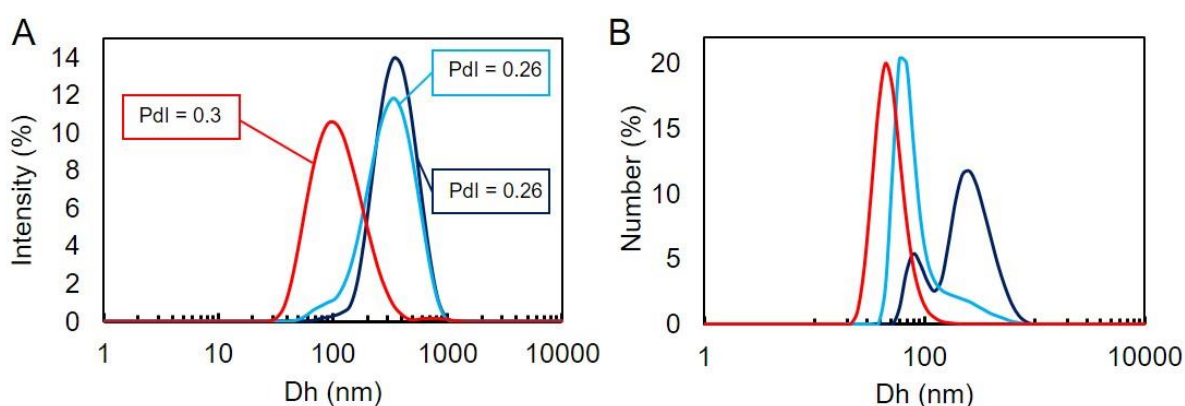 A
Intensity (%)
14
12
10
8
6
4
2
0
PdI = 0.3
PdI = 0.26
PdI = 0.26
1
10
100
1000
10000
Dh (nm)
B
Number (%)
20
15
10
5
0
1
100
10000
Dh (nm)